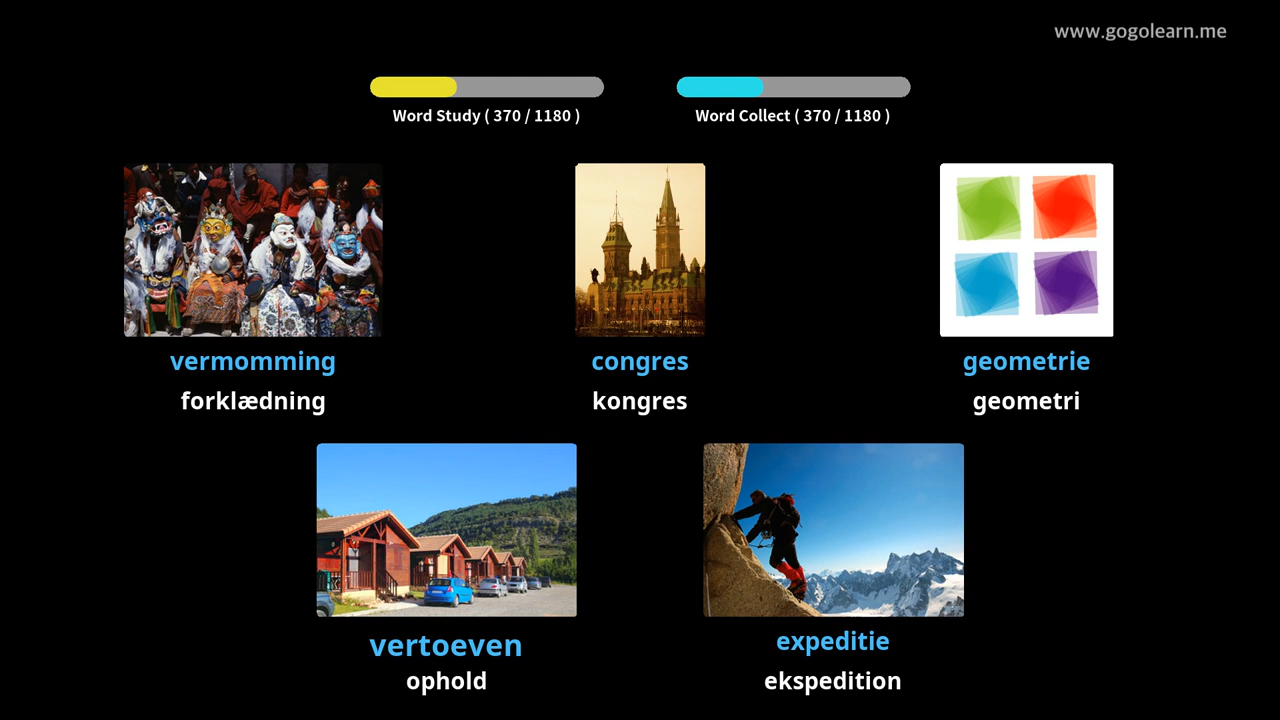 www.gogolearn.me
Word Study ( 370 / 1180 )
Word Collect ( 370 / 1180 )
vermomming
forklædning
congres
kongres
geometrie
geometri
vertoeven
ophold
expeditie
ekspedition